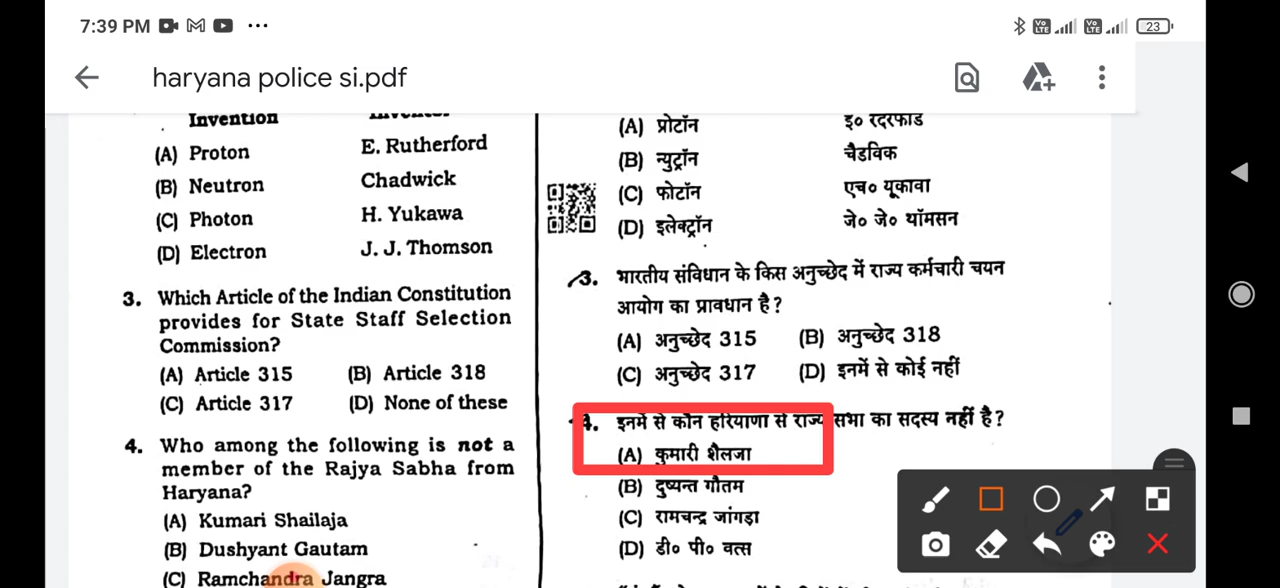 7:39 PM
23
haryana police si.pdf
Invention
(A) Proton E. Rutherford
(B) Neutron Chadwick
(C) Photon H. Yukawa
(D) Electron J. J. Thomson
3. Which Article of the Indian Constitution
provides for State Staff Selection
Commission?
(A) Article 315 (B) Article 318
(C) Article 317 (D) None of these
4. Who among the following is not a
member of the Rajya Sabha from
Haryana?
(A) Kumari Shailaja
(B) Dushyant Gautam
(C) Ramchandra Jangra
(A) प्रोटॉन ई० रदरफोर्ड
(B) न्युट्रॉन चैडविक
(C) फोटॉन एच० यूकावा
(D) इलेक्ट्रॉन जे० जे० थॉमसन
3. भारतीय संविधान के किस अनुच्छेद में राज्य कर्मचारी चयन
आयोग का प्रावधान है?
(A) अनुच्छेद 315 (B) अनुच्छेद 318
(C) अनुच्छेद 317 (D) इनमें से कोई नहीं
4. इनमें से कौन हरियाणा से राज्य सभा का सदस्य नहीं है?
(A) कुमारी शैलजा
(B) दुष्यन्त गौतम
(C) रामचन्द्र जांगड़ा
(D) डी० पी० वत्स